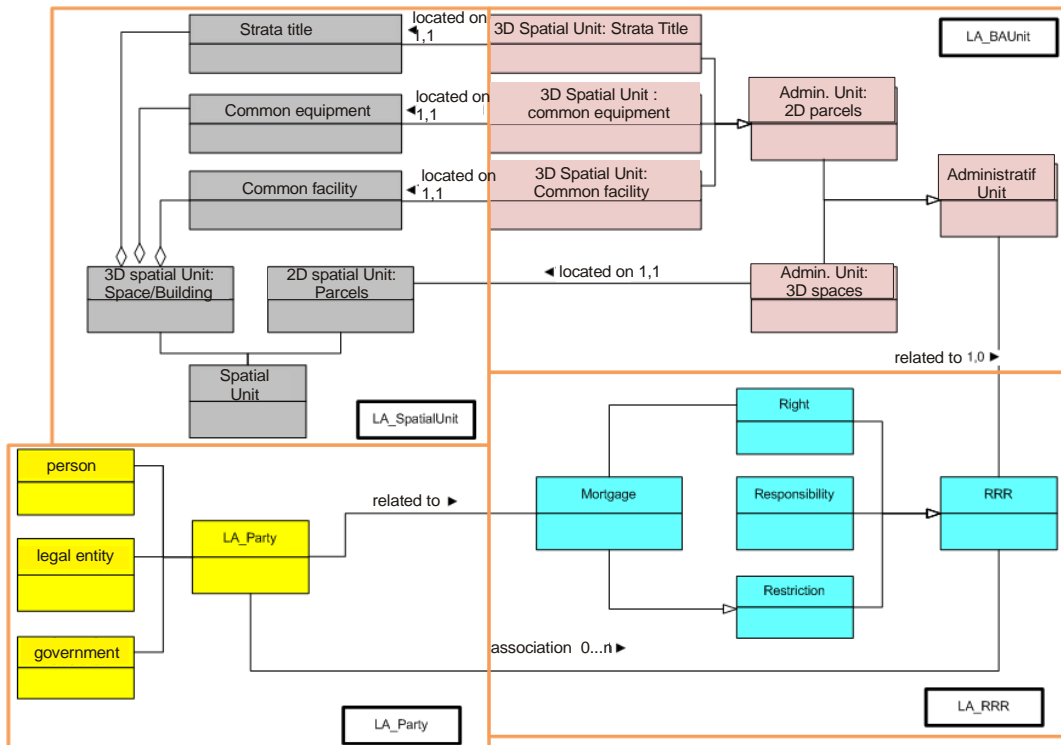 Strata title
located on
1,1
3D Spatial Unit: Strata Title
LA_BAUnit
Common equipment
located on
1,1
3D Spatial Unit :
common equipment
Admin. Unit:
2D parcels
Common facility
located on
1,1
3D Spatial Unit:
Common facility
Administratif
Unit
3D spatial Unit:
Space/Building
2D spatial Unit:
Parcels
located on 1,1
Admin. Unit:
3D spaces
related to 1,0
Spatial
Unit
LA_SpatialUnit
Right
person
related to
Mortgage
Responsibility
RRR
LA_Party
legal entity
Restriction
government
association 0...n
LA_Party
LA_RRR